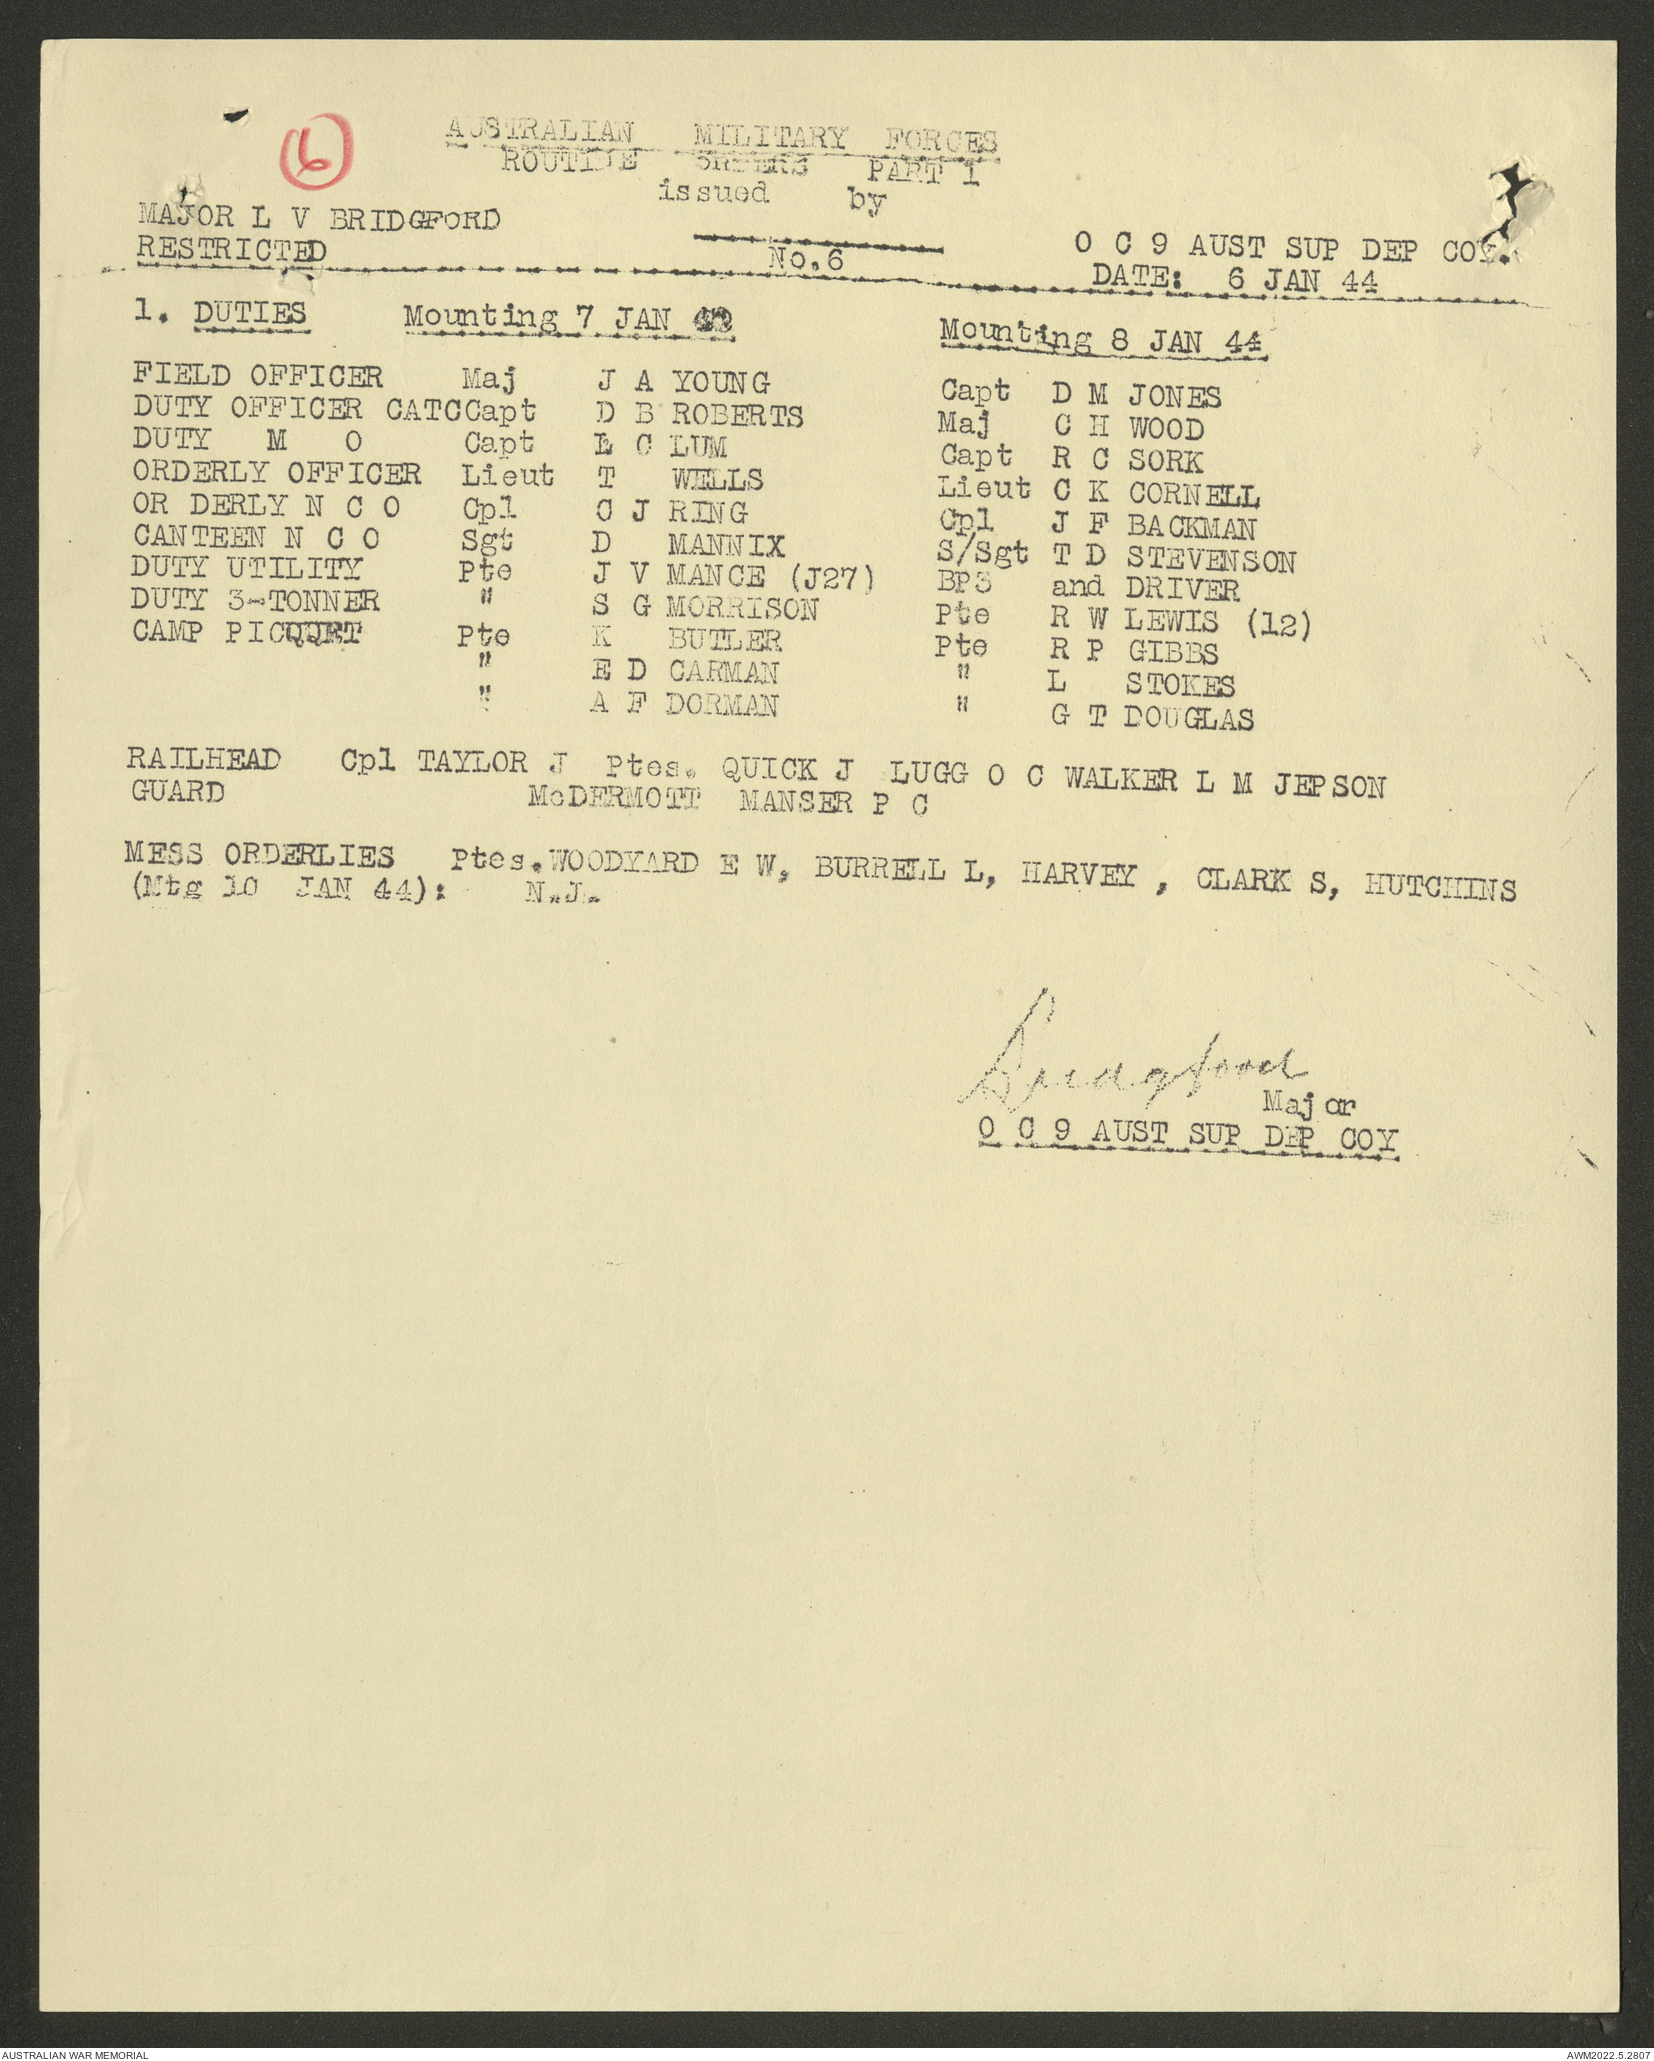 6
AUSTRALIAN MILITARY FORCES
ROUTINE ORDERS PART 1
issued by
MAJOR L V BRIDGFORD
O C 9 AUST SUP DEP COY.
RESTRICTED No.6 DATE: 6 JAN 44
1. DUTIES Mounting 7 JAN Mounting 8 JAN 44
FIELD OFFICER Maj J A YOUNG Capt D M JONES
DUTY OFFICER CATC Capt D B ROBERTS Maj C H WOOD
DUTY M O Capt L C LUM Capt R C SORK
ORDERLY OFFICER Lieut T WELLS Lieut C K CORNELL
OR DERLY N C O Cpl C J RING Cpl J F BACKMAN
CANTEEN N C O Sgt D MANNIX S/Sgt T D STEVENSON
DUTY UTILITY Pte J V MANCE (J27) BP3 and DRIVER
DUTY 3-TONNER " S G MORRISON Pte R W LEWIS (12)
CAMP PICQUET Pte K BUTLER Pte R P GIBBS
" E D CARMAN " L STOKES
" A F DORMAN " G T DOUGLAS
RAILHEAD Cpl TAYLOR J Ptes. QUICK J LUGG O C WALKER L M JEPSON
GUARD McDERMOTT MANSER P C
MESS ORDERLIES Ptes. WOODYARD E W, BURRELL L, HARVEY , CLARK S, HUTCHINS
(Mtg 10 JAN 44): N.J.
Bridgford
Major
O C 9 AUST SUP DEP COY
AUSTRALIAN WAR MEMORIAL AWM2022.5.2807